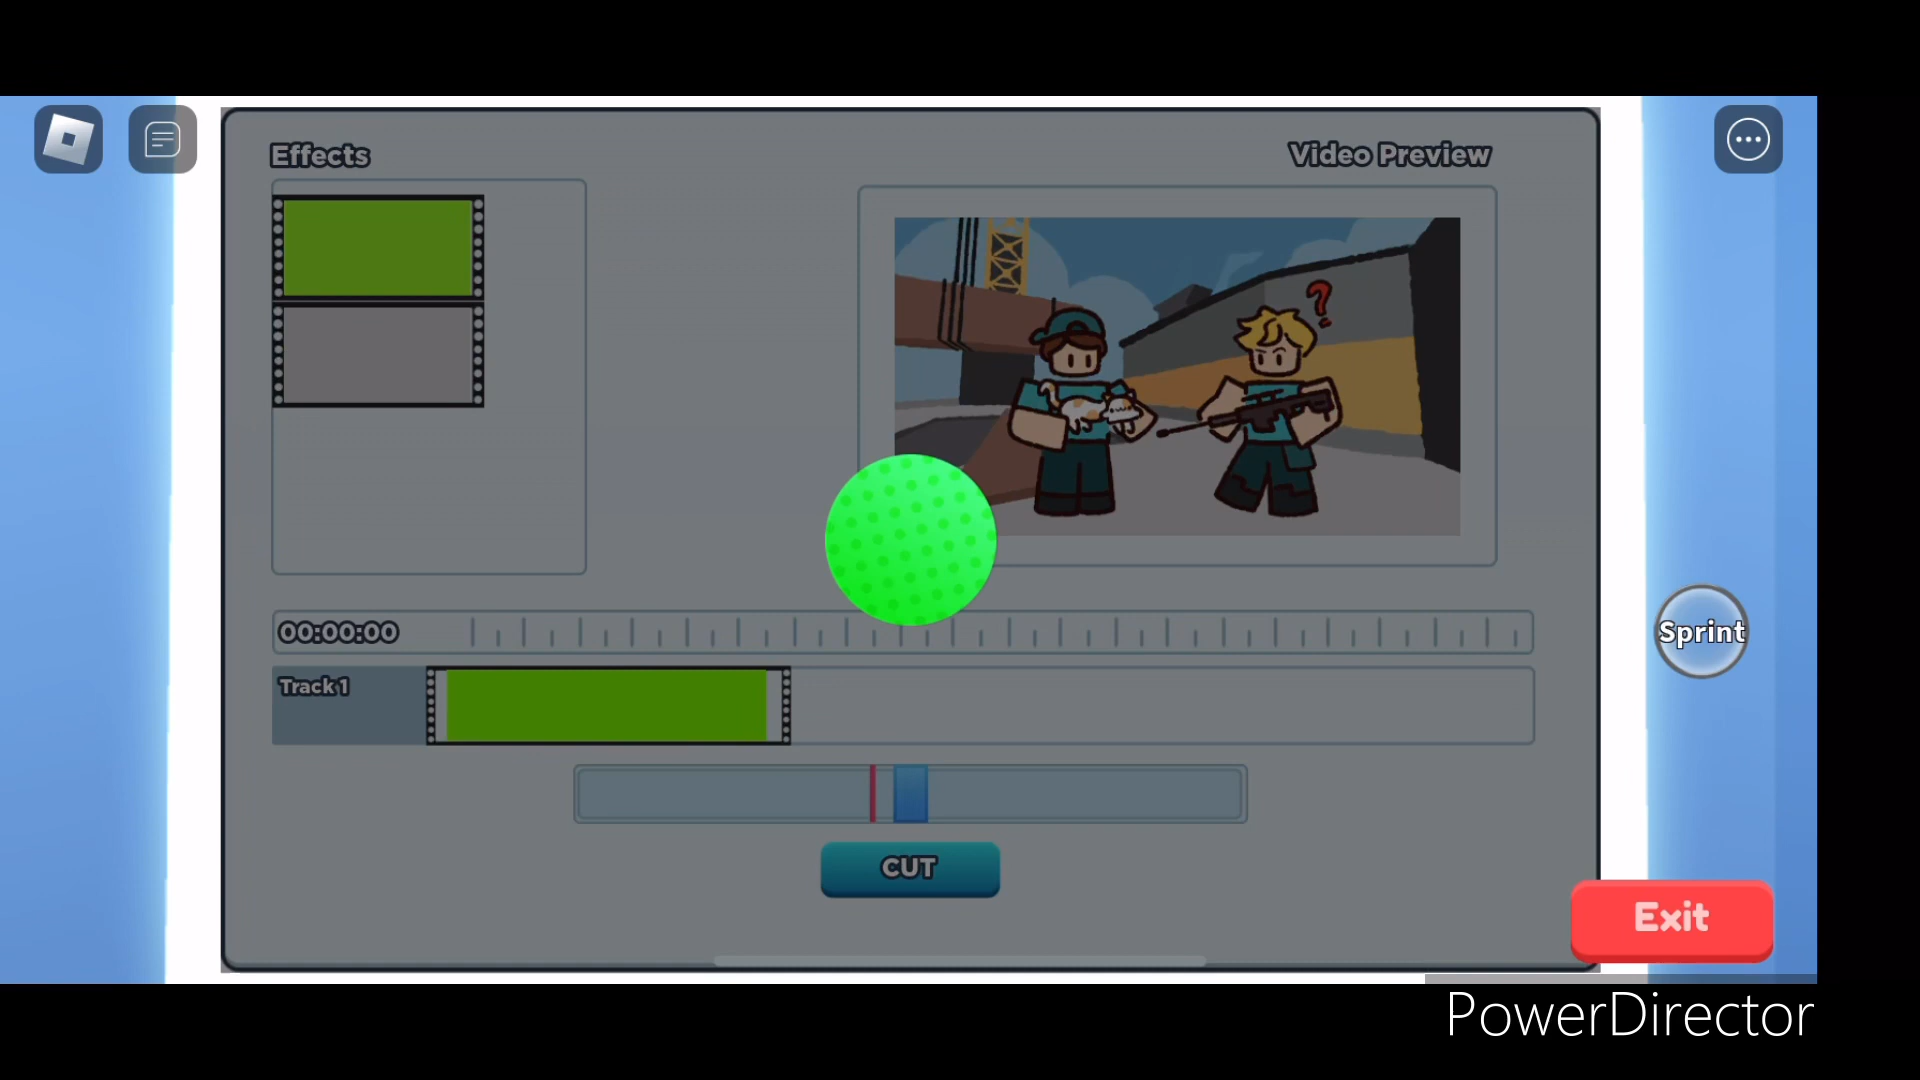 Effects
Video Preview
?
00:00:00
Track 1
Sprint
CUT
Exit
PowerDirector